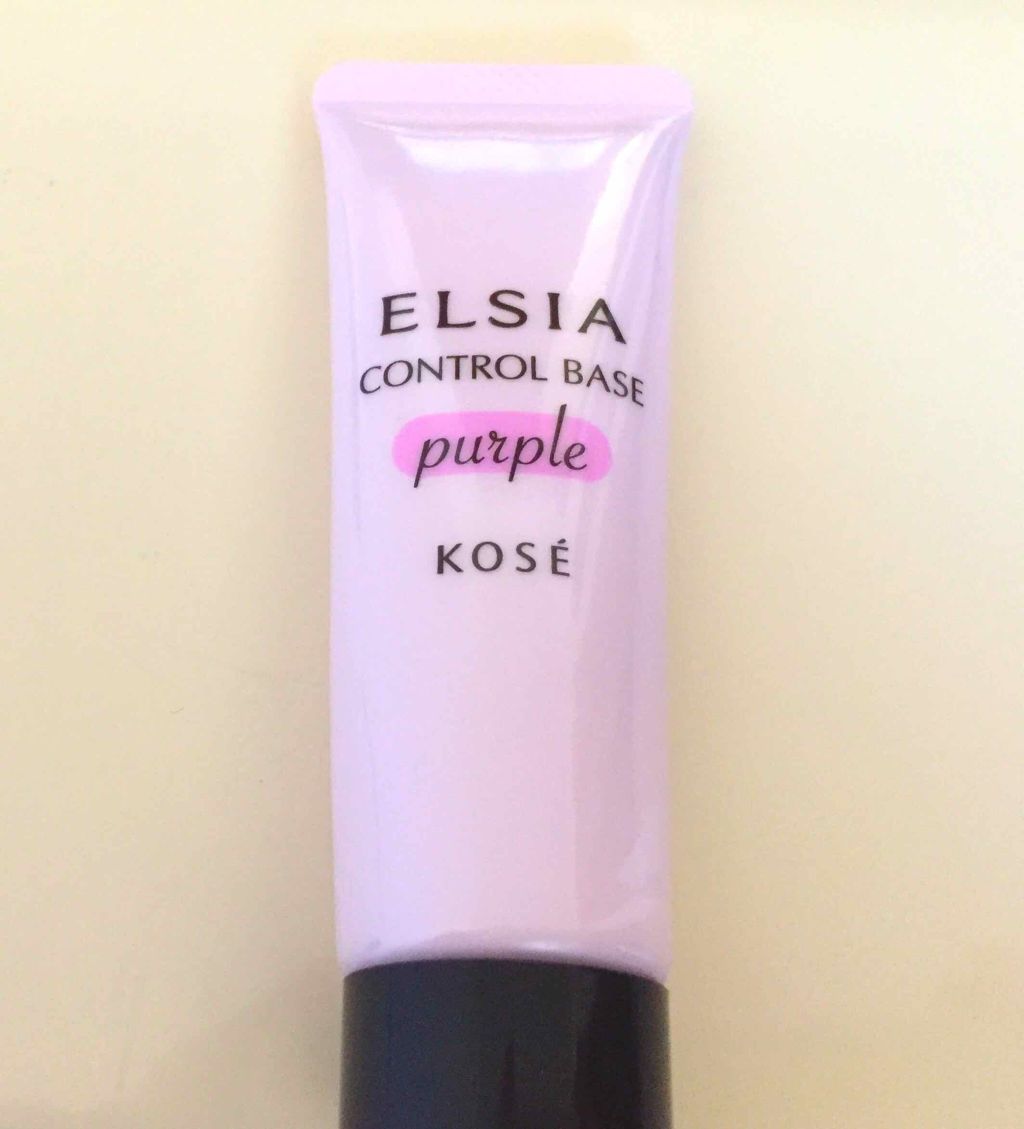 ELSIA
CONTROL BASE
purple
KOSÉ